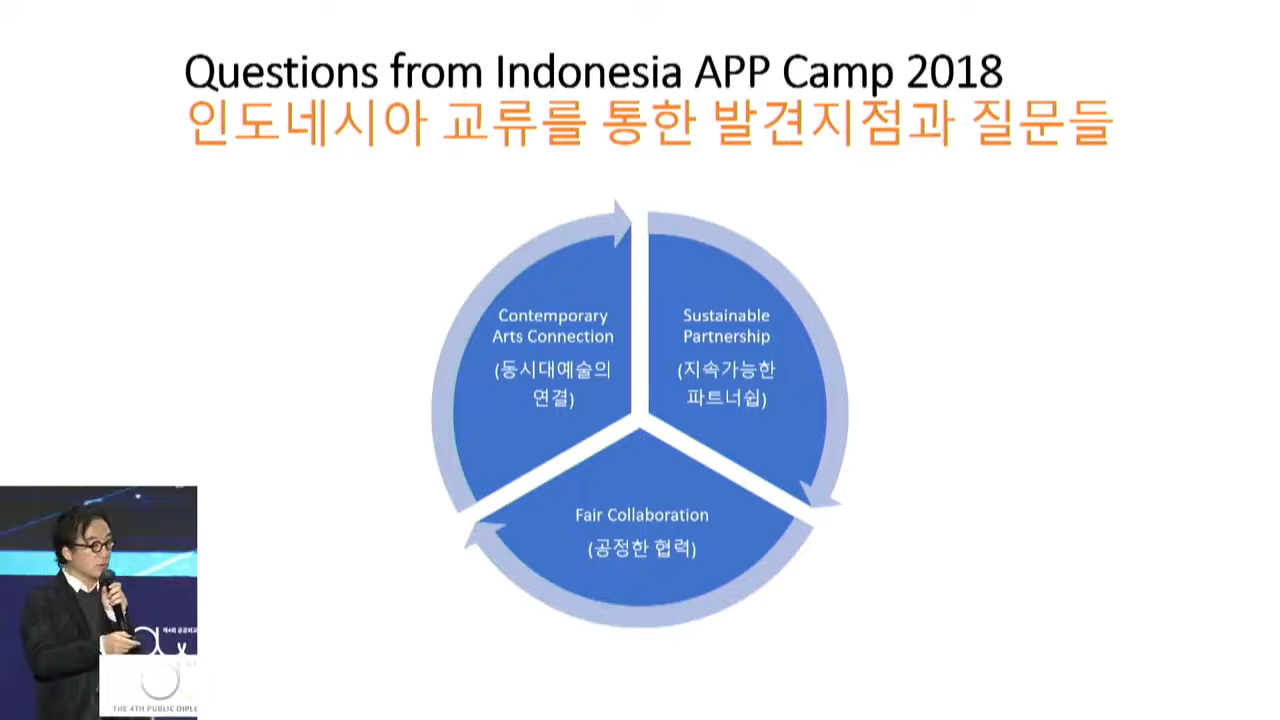 Questions from Indonesia APP Camp 2018
인도네시아 교류를 통한 발견지점과 질문들
Contemporary
Arts Connection
(동시대예술의
연결)
Sustainable
Partnership
(지속가능한
파트너쉽)
Fair Collaboration
(공정한 협력)
THE 4TH PUBLIC